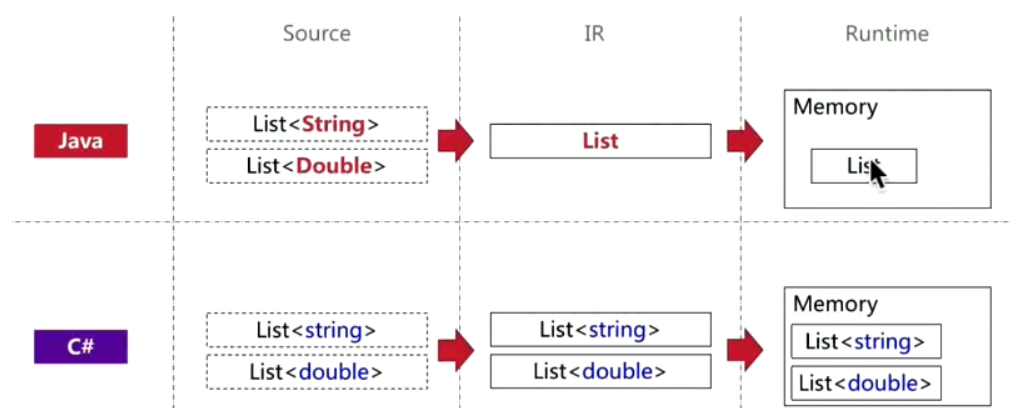 Source
IR
Runtime
Java
List<String>
List<Double>
List
Memory
List
C#
List<string>
List<double>
List<string>
List<double>
Memory
List<string>
List<double>